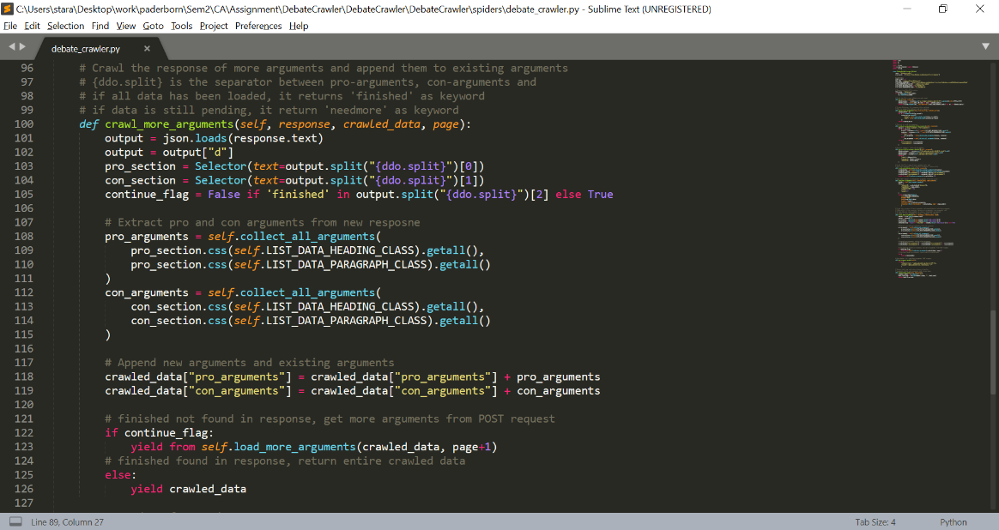 C:\Users\stara\Desktop\work\paderborn\Sem2\CA\Assignment\DebateCrawler\DebateCrawler\DebateCrawler\spiders\debate_crawler.py - Sublime Text (UNREGISTERED)
File Edit Selection Find View Goto Tools Project Preferences Help
debate_crawler.py
96 # Crawl the response of more arguments and append them to existing arguments
97 # {ddo.split} is the separator between pro-arguments, con-arguments and
98 # if all data has been loaded, it returns 'finished' as keyword
99 # if data is still pending, it return 'needmore' as keyword
100 def crawl_more_arguments(self, response, crawled_data, page):
101 output = json.loads(response.text)
102 output = output["d"]
103 pro_section = Selector(text=output.split("{ddo.split}")[0])
104 con_section = Selector(text=output.split("{ddo.split}")[1])
105 continue_flag = False if 'finished' in output.split("{ddo.split}")[2] else True
106
107 # Extract pro and con arguments from new resposne
108 pro_arguments = self.collect_all_arguments(
109 pro_section.css(self.LIST_DATA_HEADING_CLASS).getall(),
110 pro_section.css(self.LIST_DATA_PARAGRAPH_CLASS).getall()
111 )
112 con_arguments = self.collect_all_arguments(
113 con_section.css(self.LIST_DATA_HEADING_CLASS).getall(),
114 con_section.css(self.LIST_DATA_PARAGRAPH_CLASS).getall()
115 )
116
117 # Append new arguments and existing arguments
118 crawled_data["pro_arguments"] = crawled_data["pro_arguments"] + pro_arguments
119 crawled_data["con_arguments"] = crawled_data["con_arguments"] + con_arguments
120
121 # finished not found in response, get more arguments from POST request
122 if continue_flag:
123 yield from self.load_more_arguments(crawled_data, page+1)
124 # finished found in response, return entire crawled data
125 else:
126 yield crawled_data
127
Line 89, Column 27
Tab Size: 4
Python